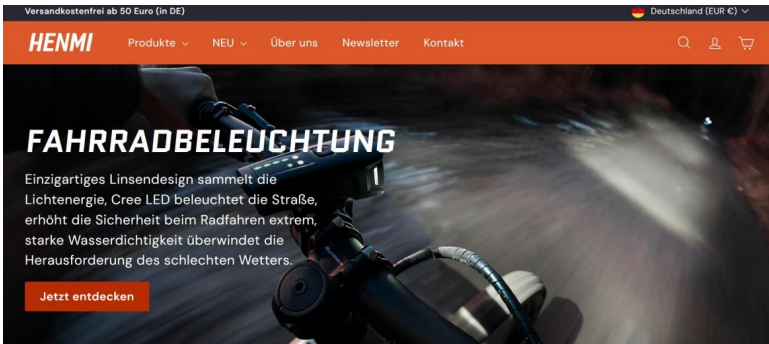 Versandkostenfrei ab 50 Euro (in DE)
Deutschland (EUR €)
HENMI
Produkte
NEU
Über uns
Newsletter
Kontakt
FAHRRADBELEUCHTUNG
Einzigartiges Linsendesign sammelt die
Lichtenergie, Cree LED beleuchtet die Straße,
erhöht die Sicherheit beim Radfahren extrem,
starke Wasserdichtigkeit überwindet die
Herausforderung des schlechten Wetters.
Jetzt entdecken